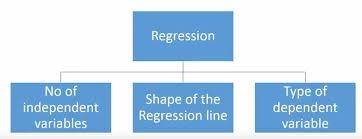 Regression
No of
independent
variables
Shape of the
Regression line
Type of
dependent
variable